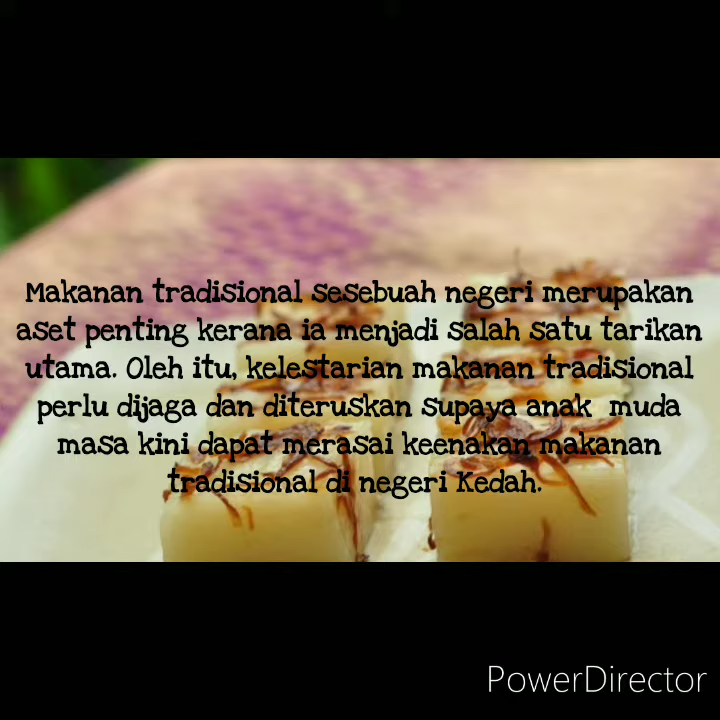 Makanan tradisional sesebuah negeri merupakan
aset penting kerana ia menjadi salah satu tarikan
utama. Oleh itu, kelestarian makanan tradisional
perlu dijaga dan diteruskan supaya anak muda
masa kini dapat merasai keenakan makanan
tradisional di negeri Kedah.
PowerDirector